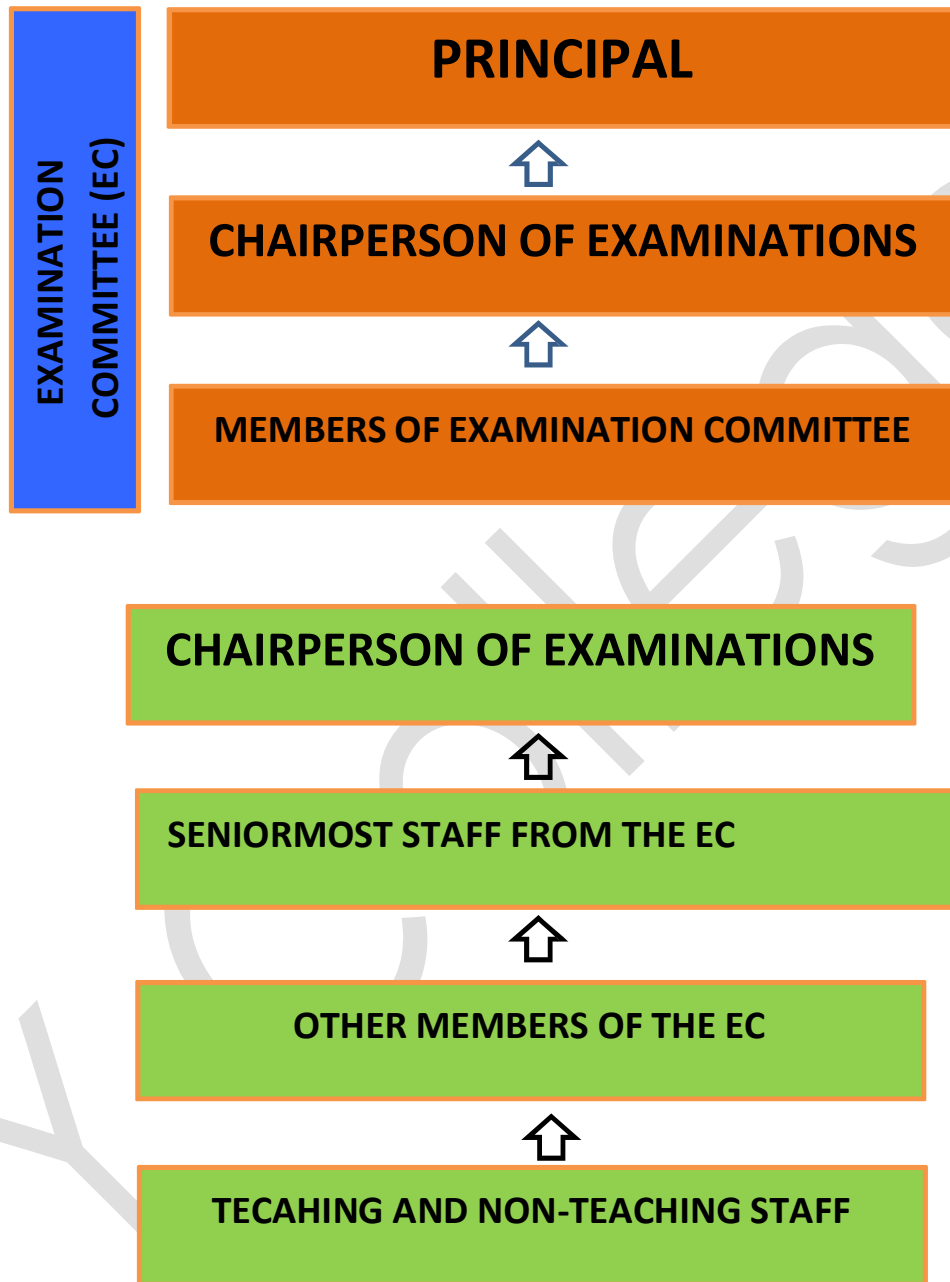 EXAMINATION
COMMITTEE (EC)
PRINCIPAL
CHAIRPERSON OF EXAMINATIONS
MEMBERS OF EXAMINATION COMMITTEE
CHAIRPERSON OF EXAMINATIONS
SENIORMOST STAFF FROM THE EC
OTHER MEMBERS OF THE EC
TECAHING AND NON-TEACHING STAFF